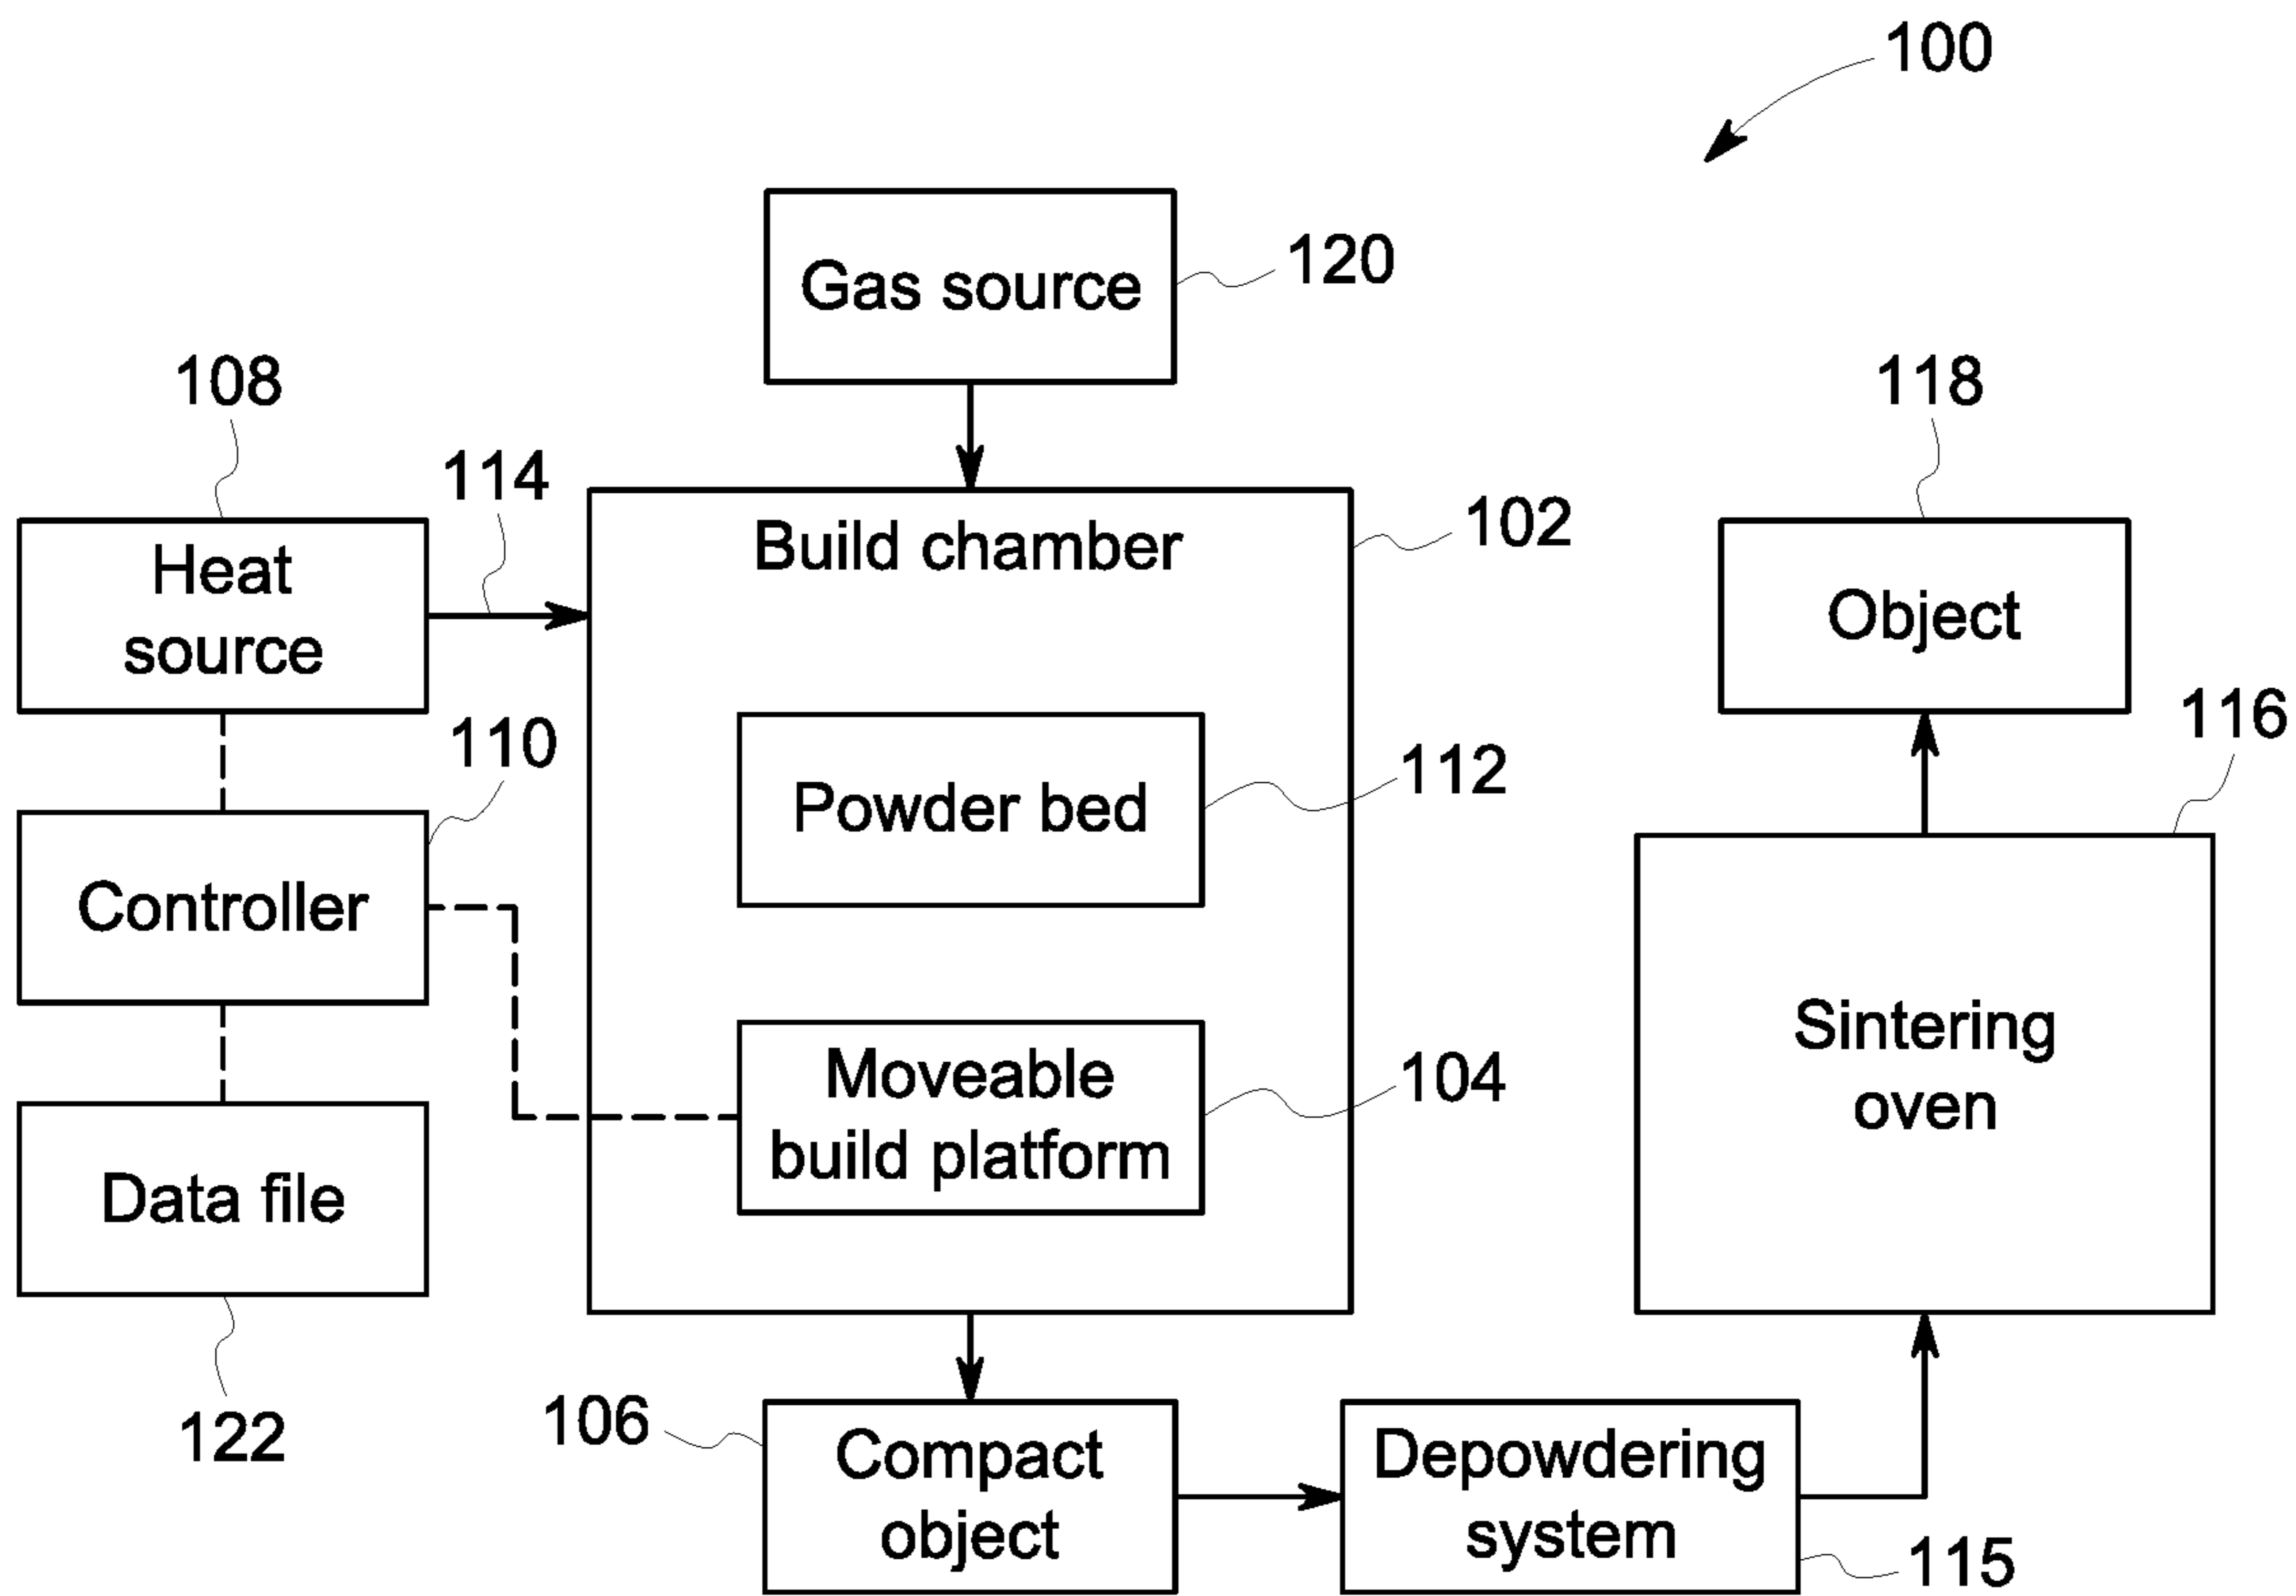 100
Gas source
120
108
114
118
Heat
source
Build chamber
102
Object
110
116
Powder bed
112
Controller
Moveable
build platform
104
Sintering
oven
Data file
122
106
Compact
object
Depowdering
system
115